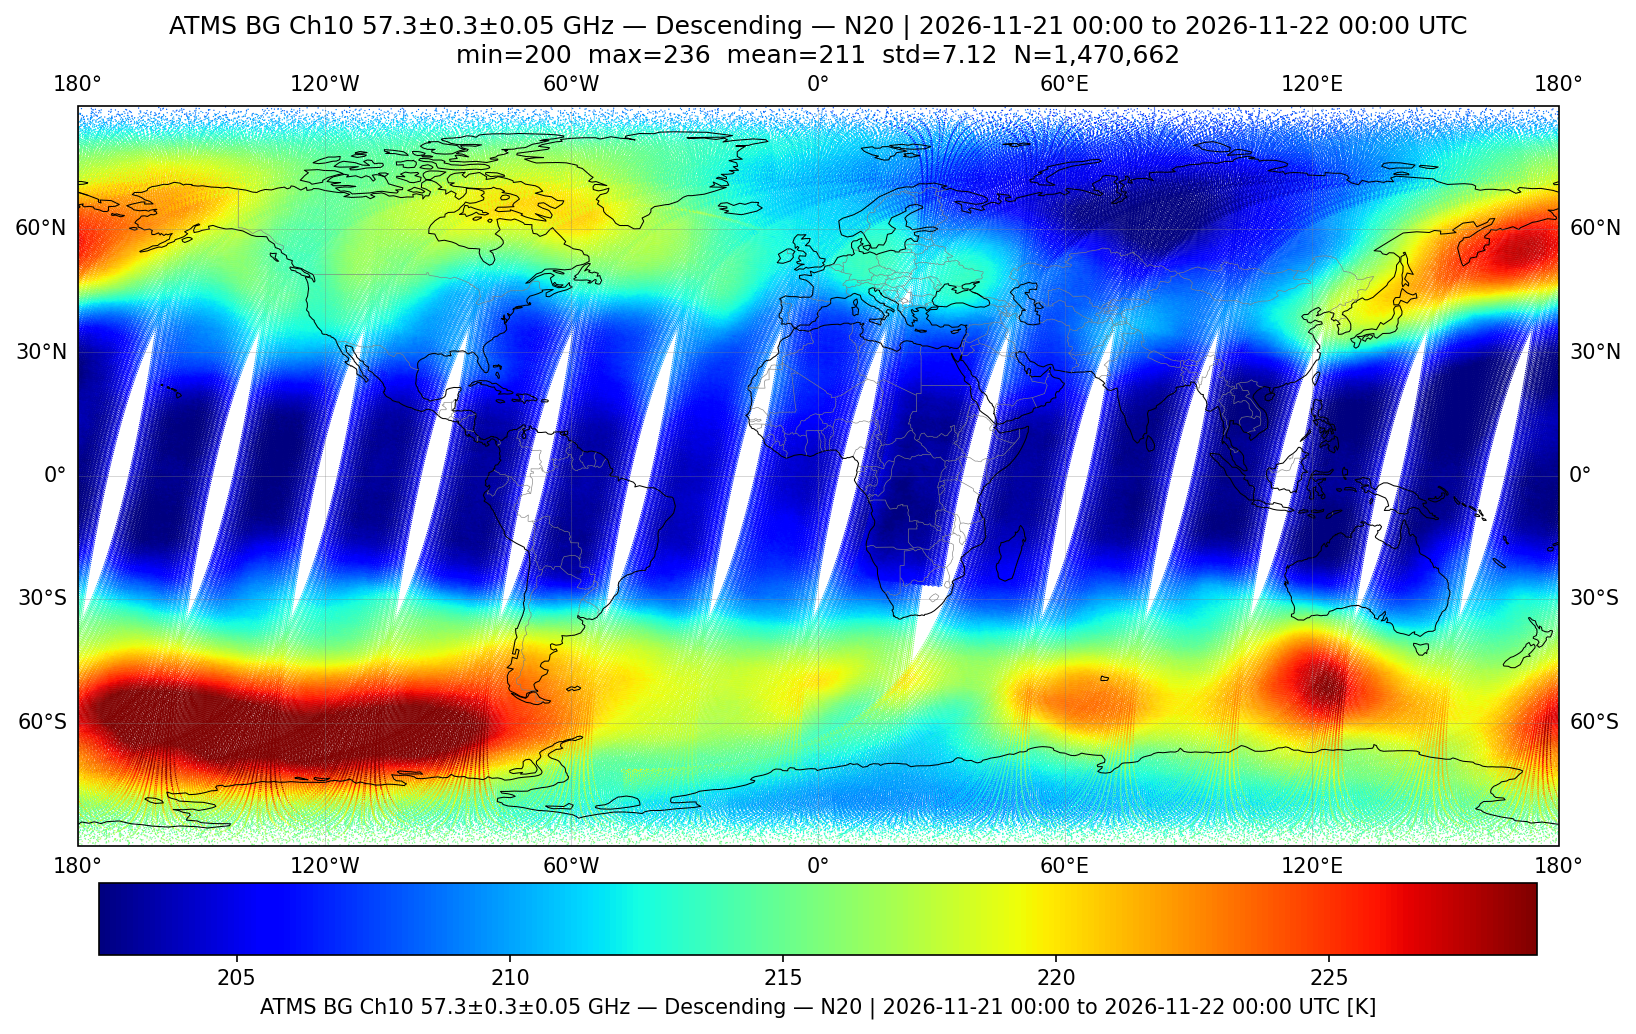 ATMS BG Ch10 57.3±0.3±0.05 GHz — Descending — N20 | 2026-11-21 00:00 to 2026-11-22 00:00 UTC
min=200 max=236 mean=211 std=7.12 N=1,470,662
180° 120°W 60°W 0° 60°E 120°E 180°
60°N 60°N
30°N 30°N
0° 0°
30°S 30°S
60°S 60°S
180° 120°W 60°W 0° 60°E 120°E 180°
205 210 215 220 225
ATMS BG Ch10 57.3±0.3±0.05 GHz — Descending — N20 | 2026-11-21 00:00 to 2026-11-22 00:00 UTC [K]